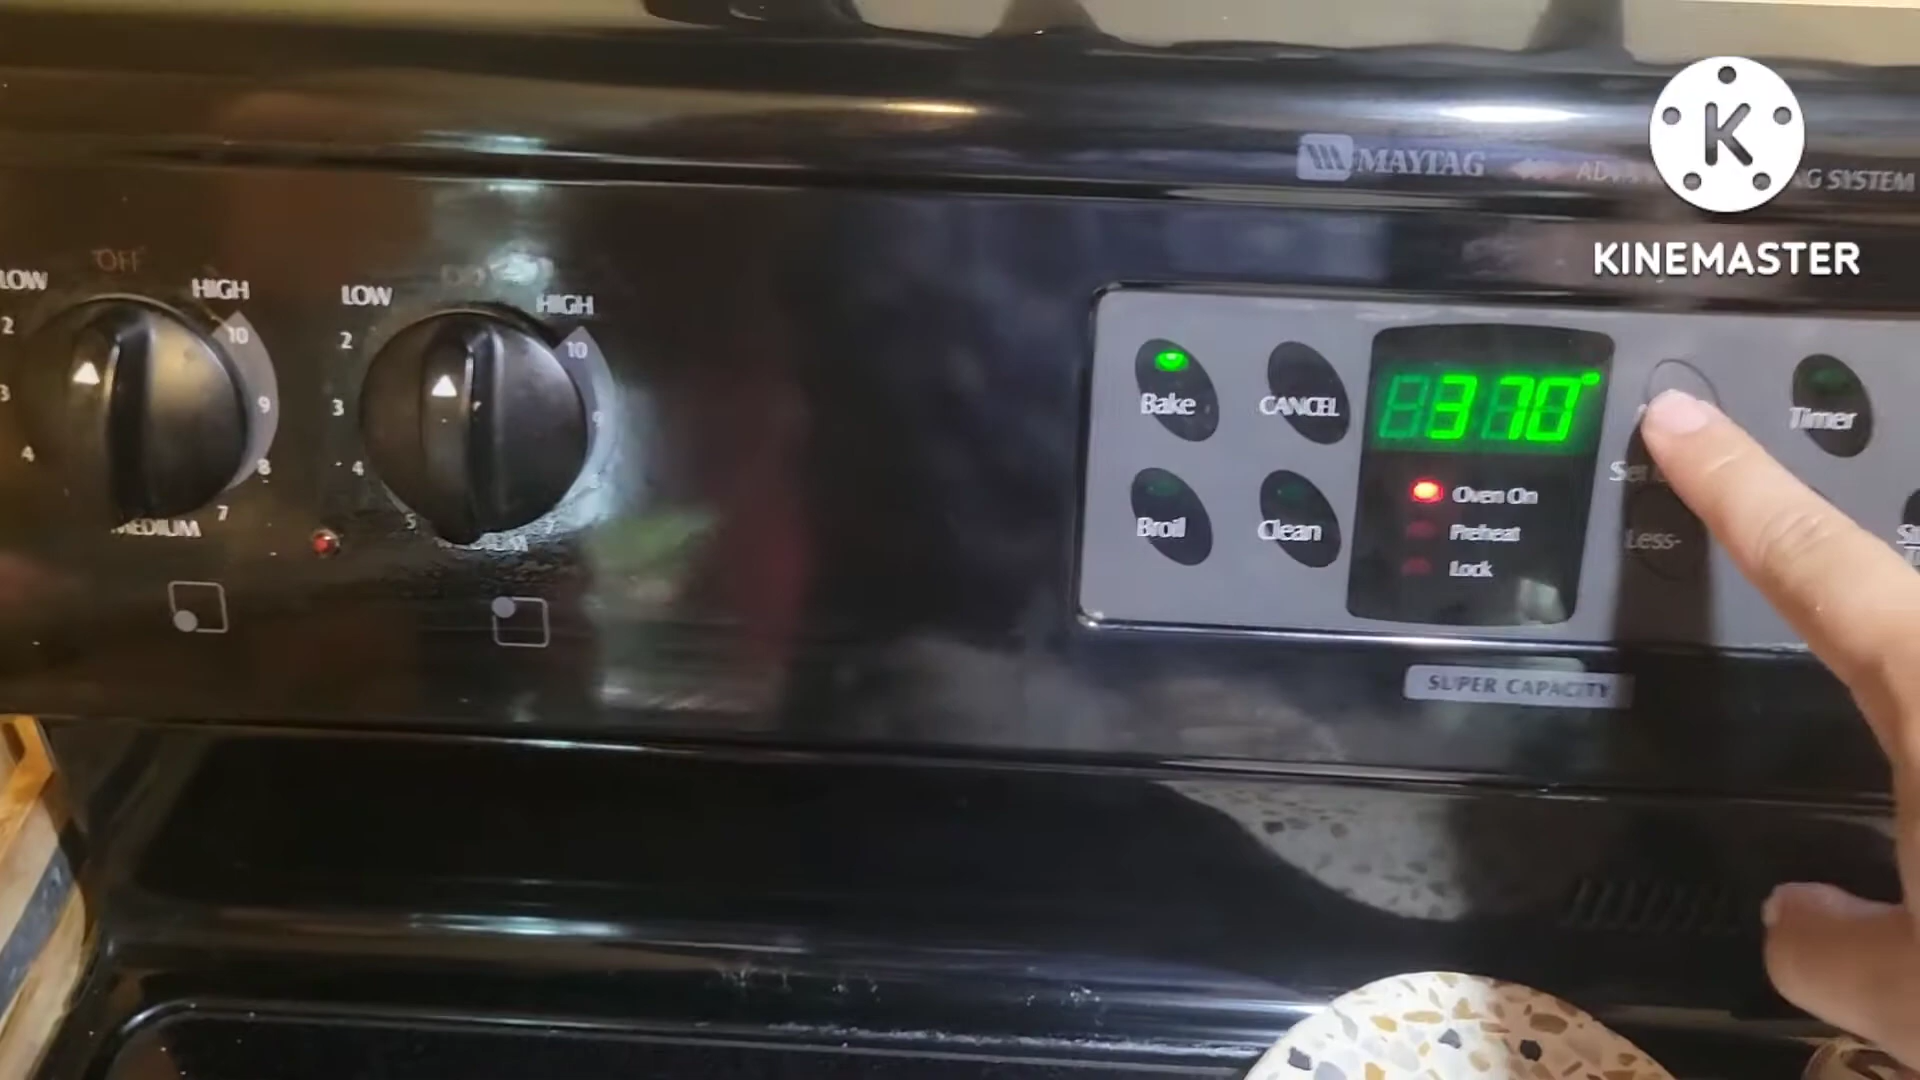 MAYTAG
G SYSTEM
K
KINEMASTER
LOW
OFF
HIGH
2
3
4
10
9
8
7
MEDIUM
LOW
HIGH
2
3
4
5
10
9
Bake
CANCEL
370°
Timer
Broil
Clean
Oven On
Preheat
Lock
Less-
SUPER CAPACITY